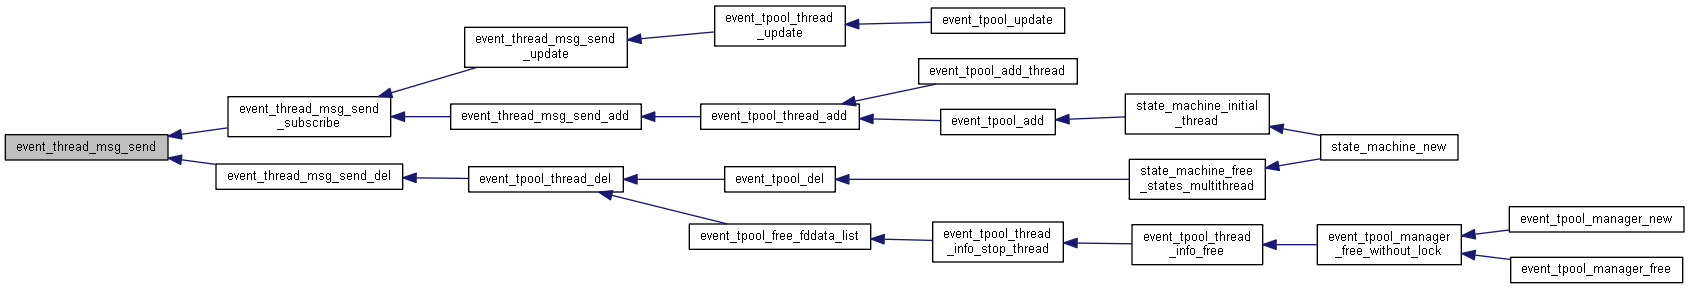 event_thread_msg_send
event_thread_msg_send
_subscribe
event_thread_msg_send_del
event_thread_msg_send
_update
event_thread_msg_send_add
event_tpool_thread_del
event_tpool_thread
_update
event_tpool_thread_add
event_tpool_del
event_tpool_free_fddata_list
event_tpool_update
event_tpool_add_thread
event_tpool_add
event_tpool_thread
_info_stop_thread
state_machine_initial
_thread
state_machine_free
_states_multithread
event_tpool_thread
_info_free
state_machine_new
event_tpool_manager
_free_without_lock
event_tpool_manager_new
event_tpool_manager_free